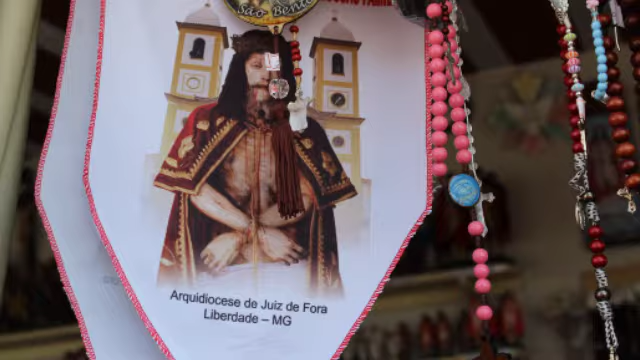 São Bento
Arquidiocese de Juiz de Fora
Liberdade – MG